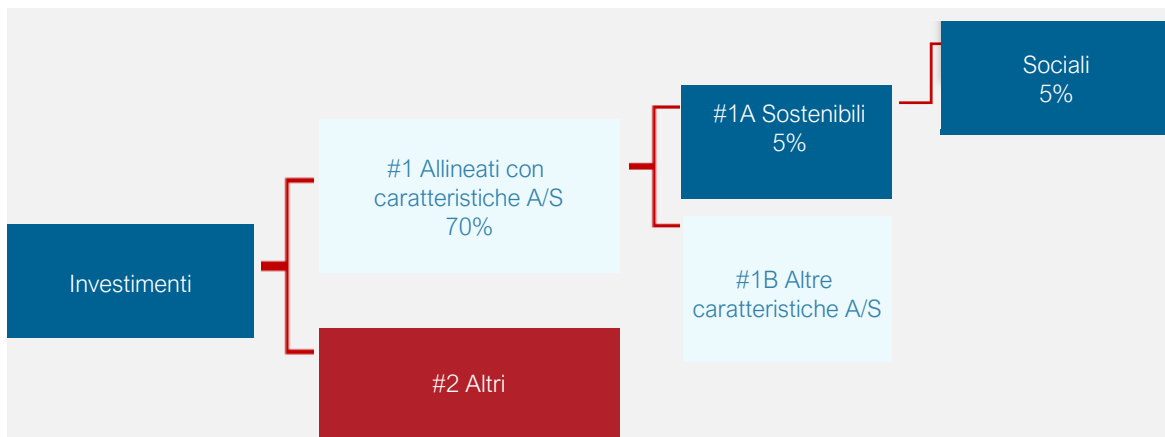 Investimenti
#1 Allineati con
caratteristiche A/S
70%
#2 Altri
#1A Sostenibili
5%
#1B Altre
caratteristiche A/S
Sociali
5%